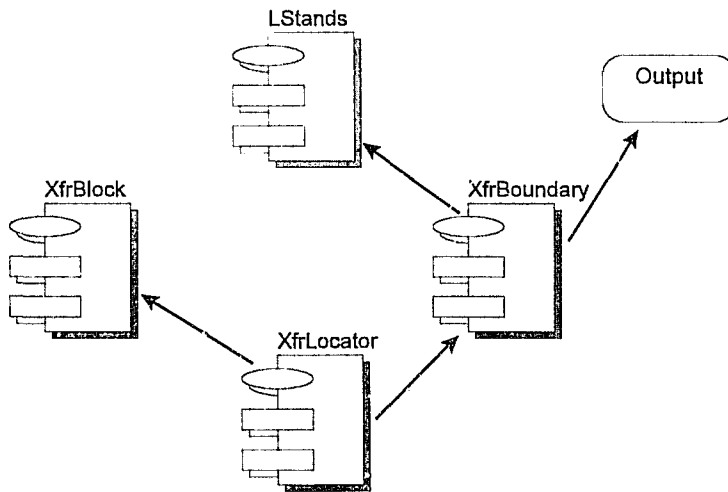 LStands
Output
XfrBlock
XfrBoundary
XfrLocator